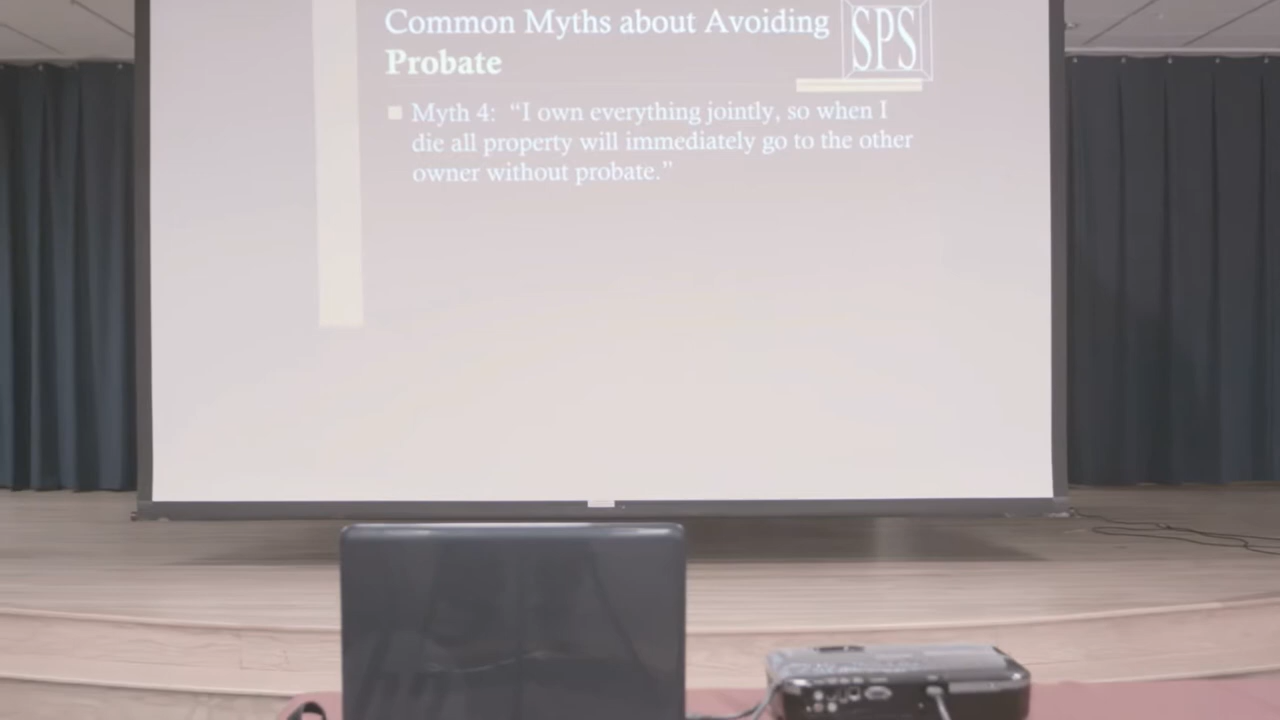 Common Myths about Avoiding
Probate
SPS
Myth 4: “I own everything jointly, so when I
die all property will immediately go to the other
owner without probate.”